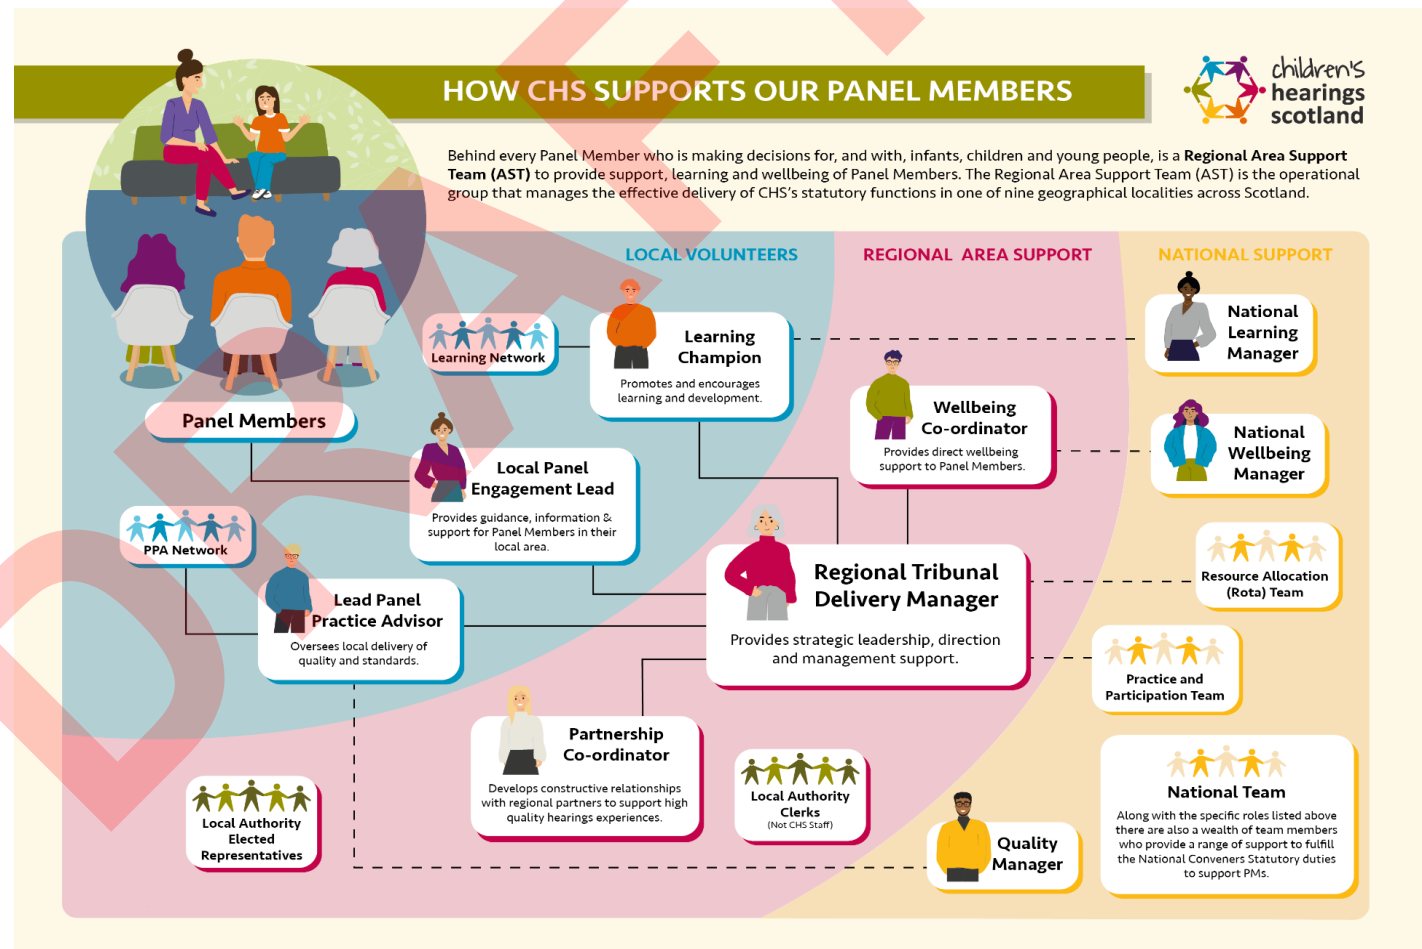 HOW CHS SUPPORTS OUR PANEL MEMBERS
children's
hearings
scotland
Behind every Panel Member who is making decisions for, and with, infants, children and young people, is a Regional Area Support
Team (AST) to provide support, learning and wellbeing of Panel Members. The Regional Area Support Team (AST) is the operational
group that manages the effective delivery of CHS's statutory functions in one of nine geographical localities across Scotland.
LOCAL VOLUNTEERS
REGIONAL AREA SUPPORT
NATIONAL SUPPORT
Learning Network
Learning
Champion
Promotes and encourages
learning and development.
National
Learning
Manager
Panel Members
Wellbeing
Co-ordinator
Provides direct wellbeing
support to Panel Members.
National
Wellbeing
Manager
Local Panel
Engagement Lead
Provides guidance, information &
support for Panel Members in their
local area.
PPA Network
Lead Panel
Practice Advisor
Oversees local delivery of
quality and standards.
Regional Tribunal
Delivery Manager
Provides strategic leadership, direction
and management support.
Resource Allocation
(Rota) Team
Practice and
Participation Team
Partnership
Co-ordinator
Develops constructive relationships
with regional partners to support high
quality hearings experiences.
Local Authority
Clerks
(Not CHS Staff)
Local Authority
Elected
Representatives
Quality
Manager
National Team
Along with the specific roles listed above
there are also a wealth of team members
who provide a range of support to fulfill
the National Conveners Statutory duties
to support PMs.
DRAFT